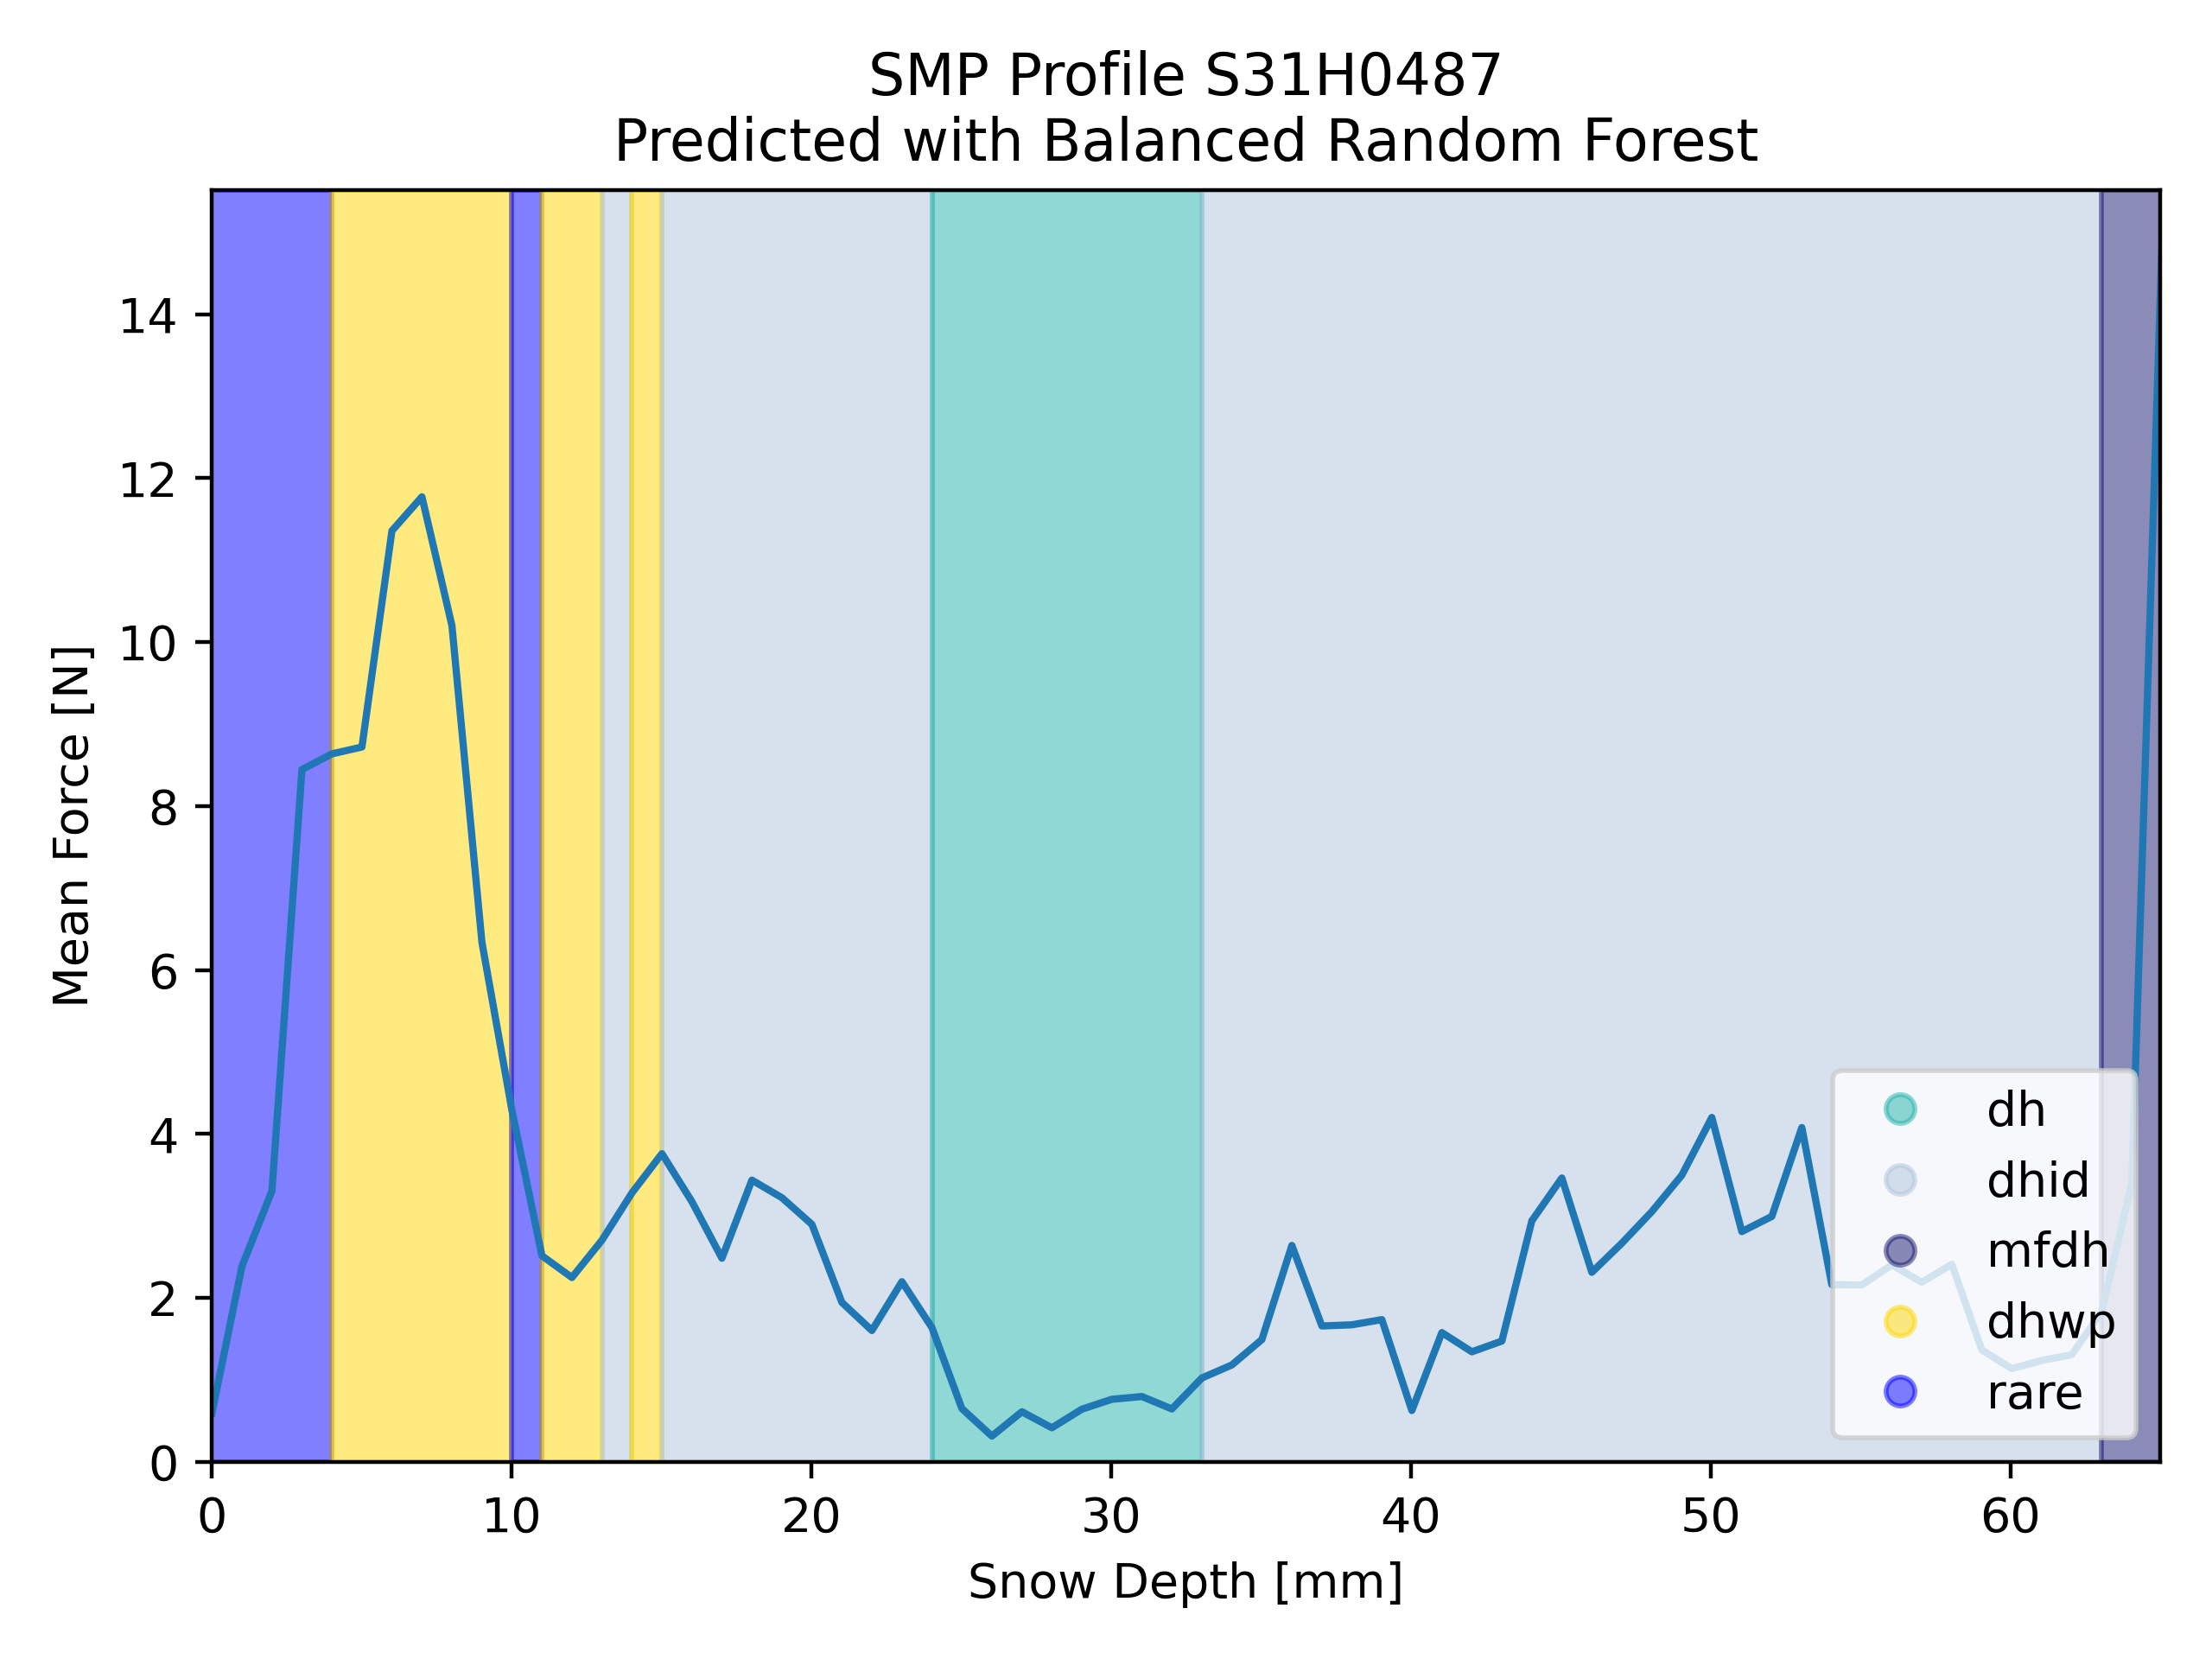 SMP Profile S31H0487
Predicted with Balanced Random Forest
Mean Force [N]
14
12
10
8
6
4
2
0
0 10 20 30 40 50 60
Snow Depth [mm]
dh
dhid
mfdh
dhwp
rare